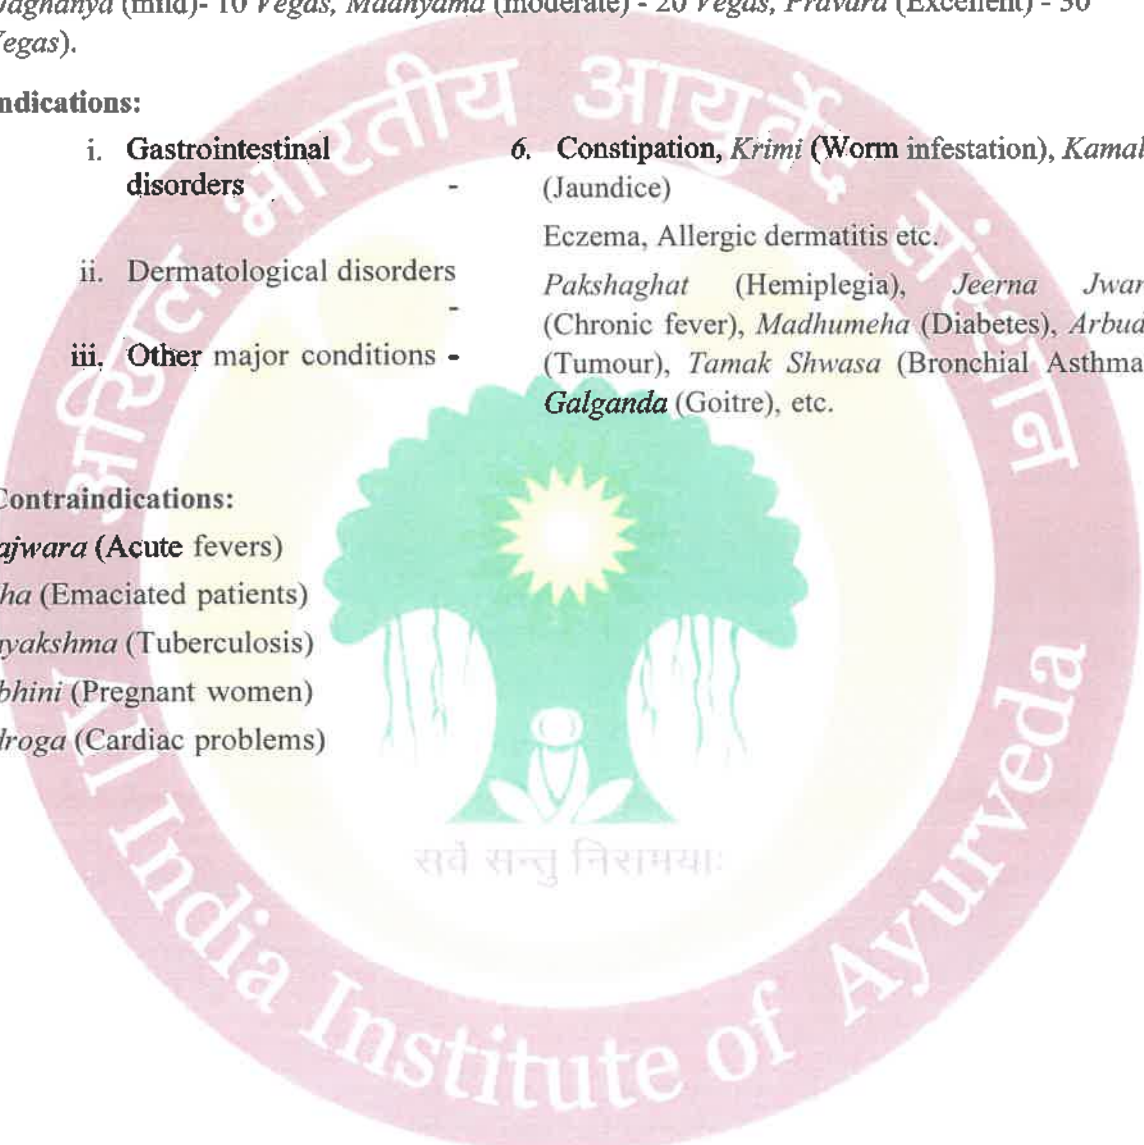 Jaghanya (mild)- 10 Vegas, Madhyama (moderate) - 20 Vegas, Pravara (Excellent) - 30
Vegas).
ndications:
i. Gastrointestinal
disorders -
6. Constipation, Krimi (Worm infestation), Kamal
(Jaundice)
Eczema, Allergic dermatitis etc.
ii. Dermatological disorders
-
Pakshaghat (Hemiplegia), Jeerna Jwar
(Chronic fever), Madhumeha (Diabetes), Arbud
(Tumour), Tamak Shwasa (Bronchial Asthma
Galganda (Goitre), etc.
iii. Other major conditions -
Contraindications:
ajwara (Acute fevers)
ha (Emaciated patients)
yakshma (Tuberculosis)
bhini (Pregnant women)
droga (Cardiac problems)
अखिल भारतीय आयुर्वेद संस्थान
सर्वे सन्तु निरामयाः
All India Institute of Ayurveda